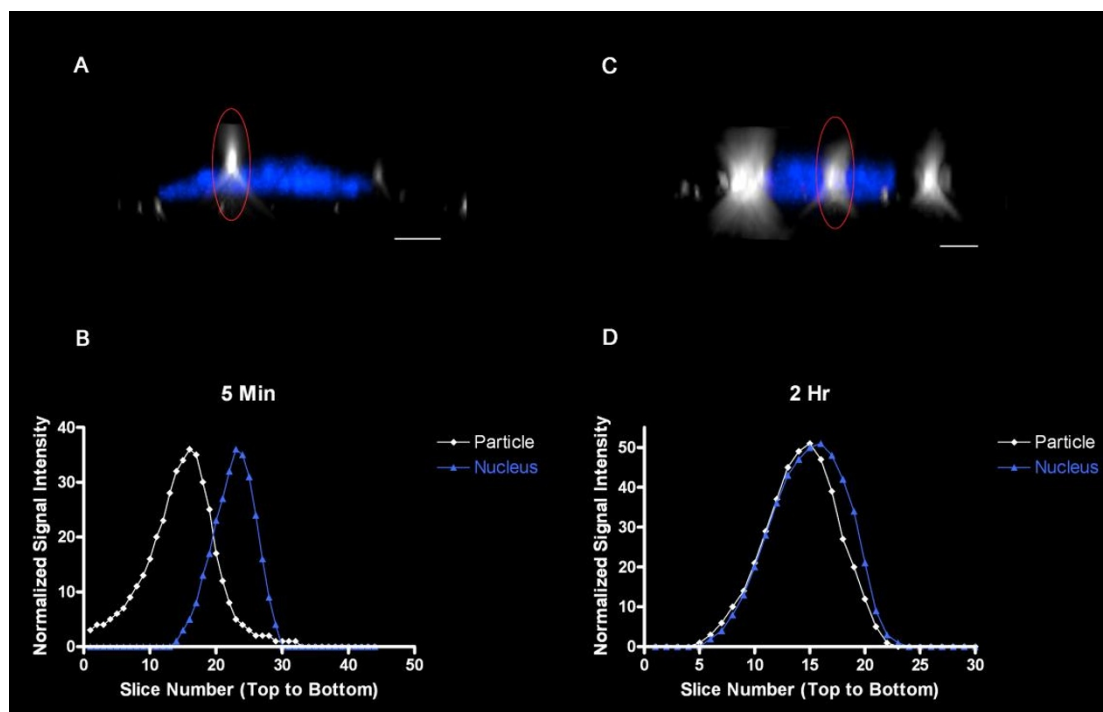 A
C
B
5 Min
Normalized Signal Intensity
40
30
20
10
0
0 10 20 30 40 50
Slice Number (Top to Bottom)
Particle
Nucleus
D
2 Hr
Normalized Signal Intensity
50
40
30
20
10
0
0 5 10 15 20 25 30
Slice Number (Top to Bottom)
Particle
Nucleus